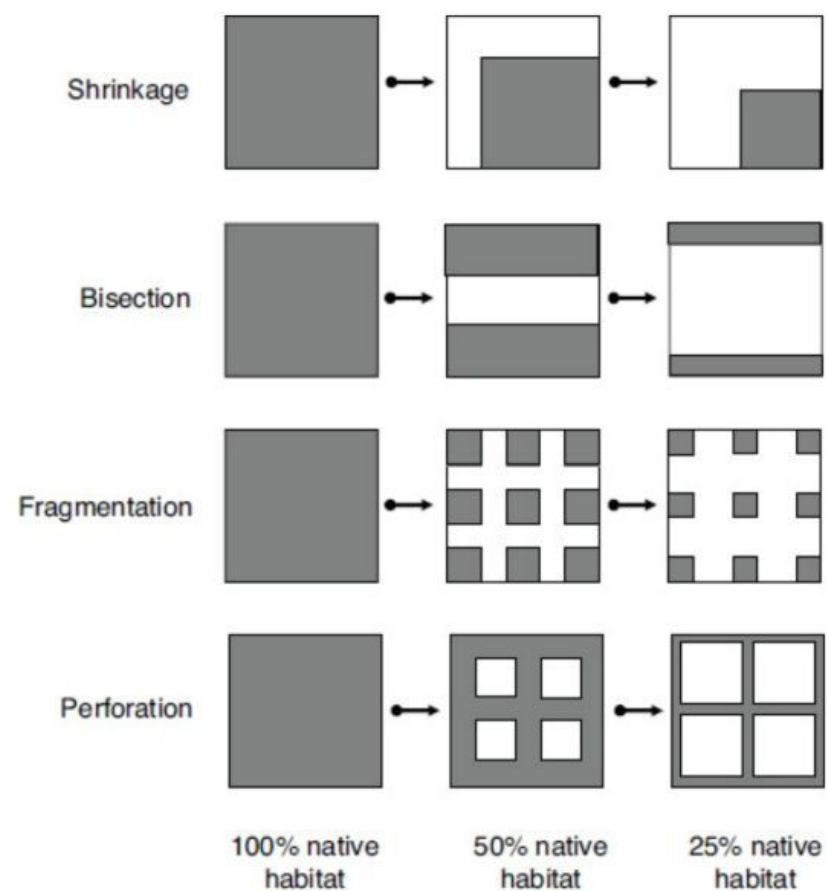 Shrinkage
Bisection
Fragmentation
Perforation
100% native
habitat
50% native
habitat
25% native
habitat